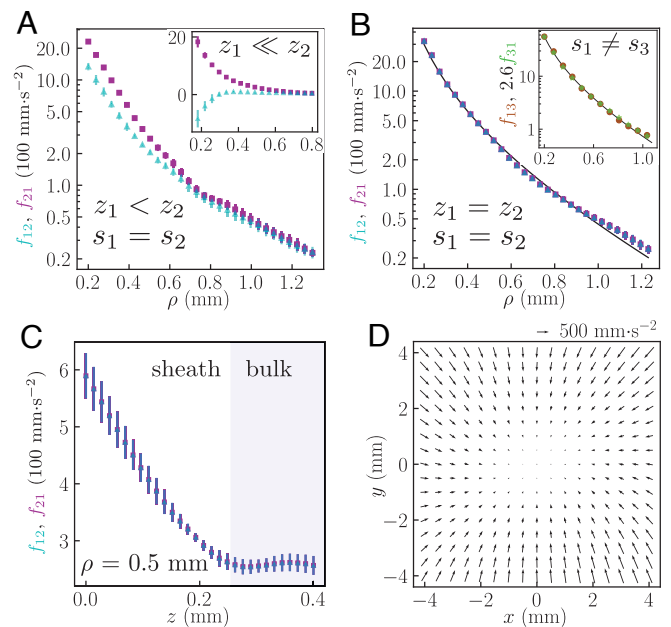 A
B
20.0
10.0
5.0
2.0
1.0
0.5
0.2
f₁₂, f₂₁ (100 mm·s⁻²)
20
0
z₁ ≪ z₂
0.2 0.4 0.6 0.8
z₁ < z₂
s₁ = s₂
0.2 0.4 0.6 0.8 1.0 1.2
ρ (mm)
20.0
10.0
5.0
2.0
1.0
0.5
0.2
f₁₂, f₂₁ (100 mm·s⁻²)
10
1
f₁₃, 2.6f₃₁
s₁ ≠ s₃
0.2 0.6 1.0
z₁ = z₂
s₁ = s₂
0.2 0.4 0.6 0.8 1.0 1.2
ρ (mm)
C
D
6
5
4
3
f₁₂, f₂₁ (100 mm·s⁻²)
sheath bulk
ρ = 0.5 mm
0.0 0.2 0.4
z (mm)
→ 500 mm·s⁻²
4
2
0
−2
−4
y (mm)
−4 −2 0 2 4
x (mm)